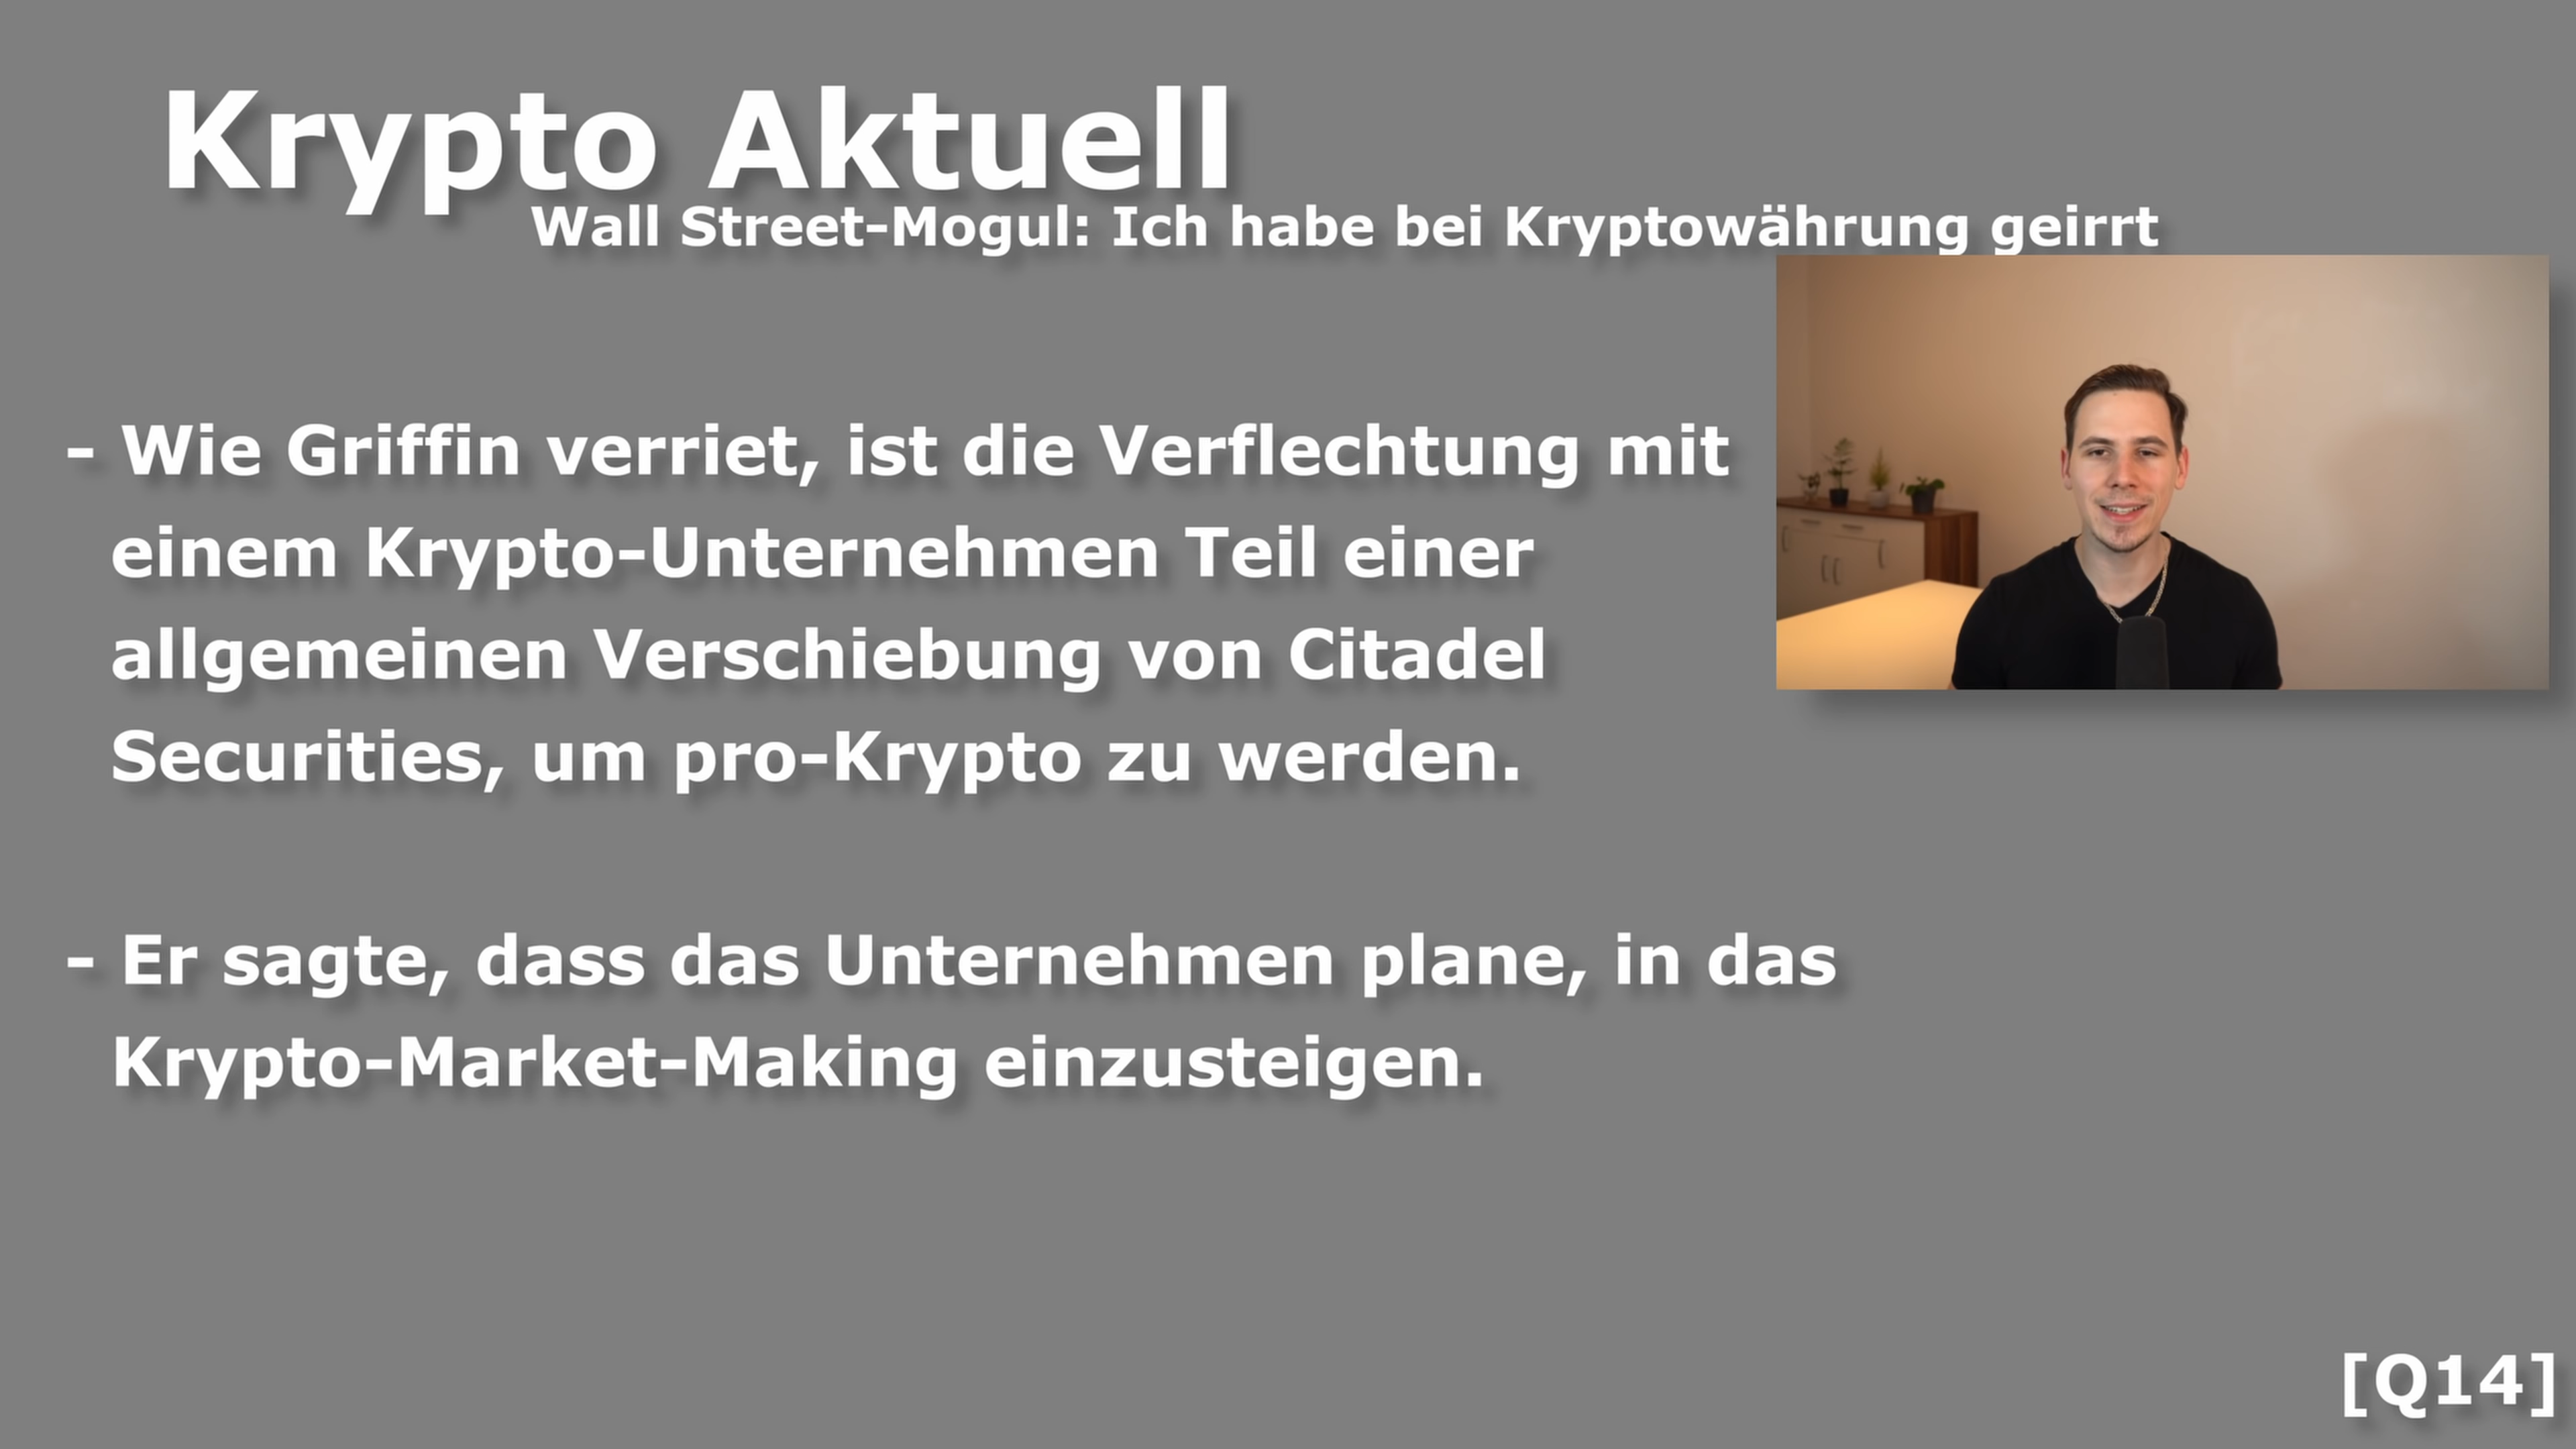 Krypto Aktuell
Wall Street-Mogul: Ich habe bei Kryptowährung geirrt
- Wie Griffin verriet, ist die Verflechtung mit
einem Krypto-Unternehmen Teil einer
allgemeinen Verschiebung von Citadel
Securities, um pro-Krypto zu werden.
- Er sagte, dass das Unternehmen plane, in das
Krypto-Market-Making einzusteigen.
[Q14]